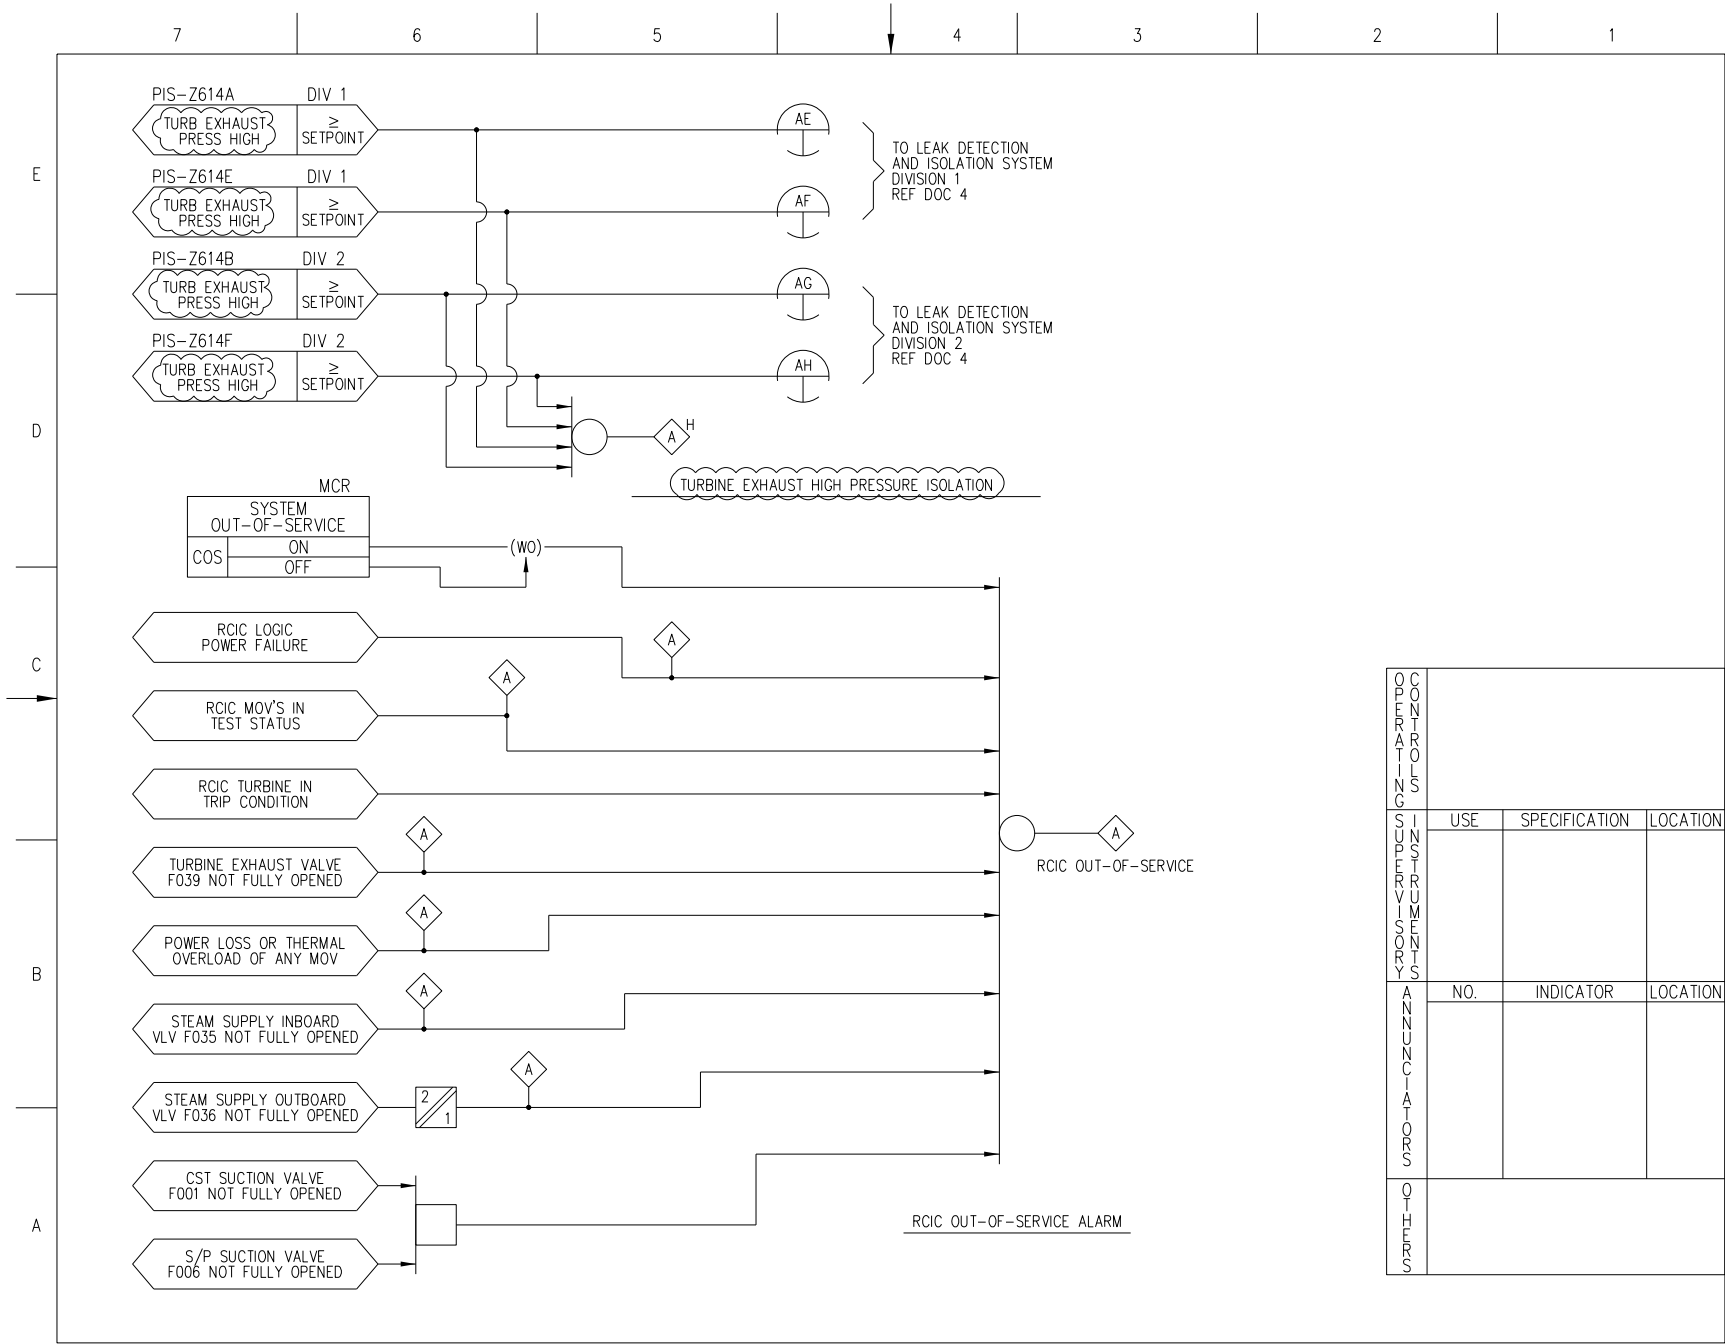 7 6 5 4 3 2 1
E
D
C
B
A
PIS-Z614A DIV 1
TURB EXHAUST
PRESS HIGH
≥
SETPOINT
AE
PIS-Z614E DIV 1
TURB EXHAUST
PRESS HIGH
≥
SETPOINT
AF
TO LEAK DETECTION
AND ISOLATION SYSTEM
DIVISION 1
REF DOC 4
PIS-Z614B DIV 2
TURB EXHAUST
PRESS HIGH
≥
SETPOINT
AG
PIS-Z614F DIV 2
TURB EXHAUST
PRESS HIGH
≥
SETPOINT
AH
TO LEAK DETECTION
AND ISOLATION SYSTEM
DIVISION 2
REF DOC 4
A H
TURBINE EXHAUST HIGH PRESSURE ISOLATION
MCR
SYSTEM
OUT-OF-SERVICE
COS
ON
OFF
(WO)
RCIC LOGIC
POWER FAILURE
A
RCIC MOV'S IN
TEST STATUS
A
RCIC TURBINE IN
TRIP CONDITION
A
RCIC OUT-OF-SERVICE
TURBINE EXHAUST VALVE
F039 NOT FULLY OPENED
A
POWER LOSS OR THERMAL
OVERLOAD OF ANY MOV
A
STEAM SUPPLY INBOARD
VLV F035 NOT FULLY OPENED
A
STEAM SUPPLY OUTBOARD
VLV F036 NOT FULLY OPENED
2
1
A
CST SUCTION VALVE
F001 NOT FULLY OPENED
S/P SUCTION VALVE
F006 NOT FULLY OPENED
RCIC OUT-OF-SERVICE ALARM
OPERATING
CONTROLS
SUPERVISORY
INSTRUMENTS
USE SPECIFICATION LOCATION
ANNUNCIATORS
NO. INDICATOR LOCATION
OTHERS